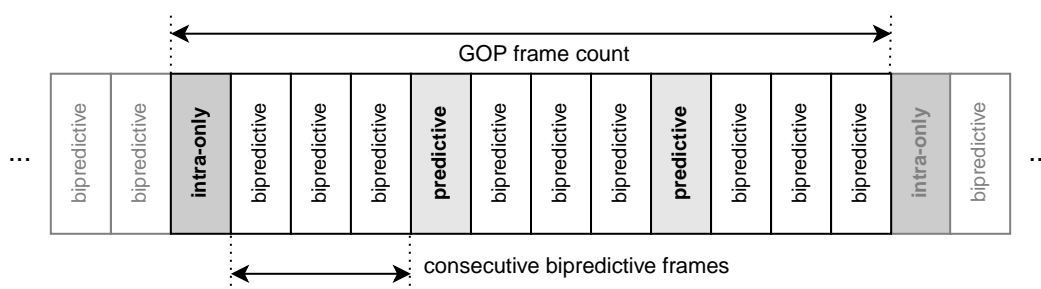 GOP frame count
...
bipredictive
bipredictive
intra-only
bipredictive
bipredictive
bipredictive
predictive
bipredictive
bipredictive
bipredictive
predictive
bipredictive
bipredictive
bipredictive
intra-only
bipredictive
..
consecutive bipredictive frames